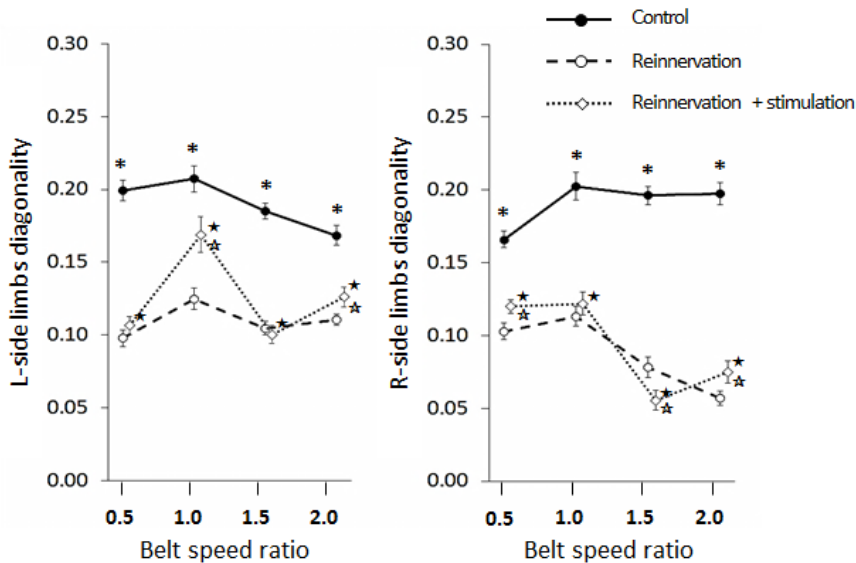 Control
Reinnervation
Reinnervation + stimulation
L-side limbs diagonality
0.30
0.25
0.20
0.15
0.10
0.05
0.00
* * * *
★ ☆ ★ ★ ★ ☆
0.5 1.0 1.5 2.0
Belt speed ratio
R-side limbs diagonality
0.30
0.25
0.20
0.15
0.10
0.05
0.00
* * * *
★ ☆ ★ ★ ☆ ★ ☆
0.5 1.0 1.5 2.0
Belt speed ratio